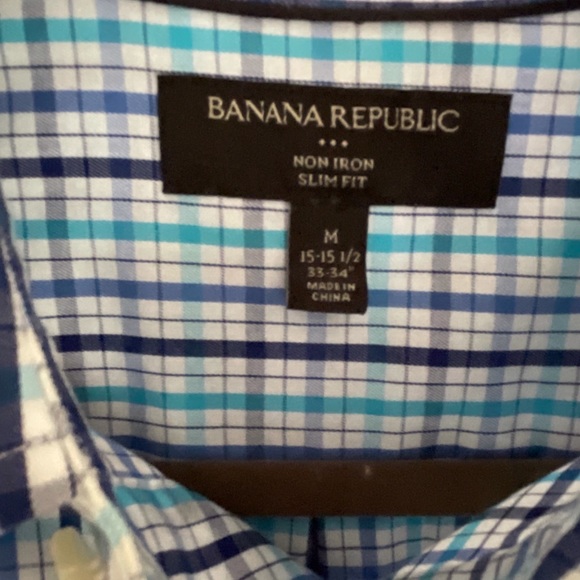 BANANA REPUBLIC
NON IRON
SLIM FIT
M
15-15 1/2
33-34"
MADE IN
CHINA